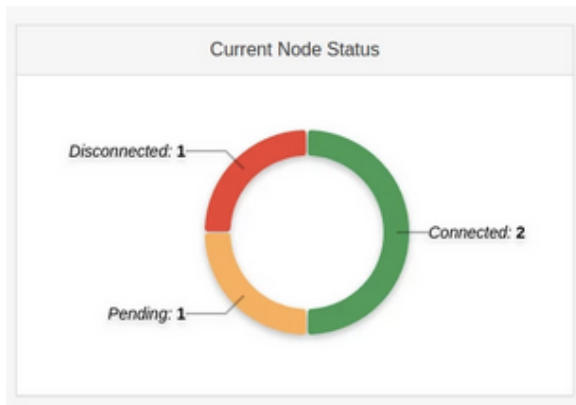 Current Node Status
Disconnected: 1
Connected: 2
Pending: 1